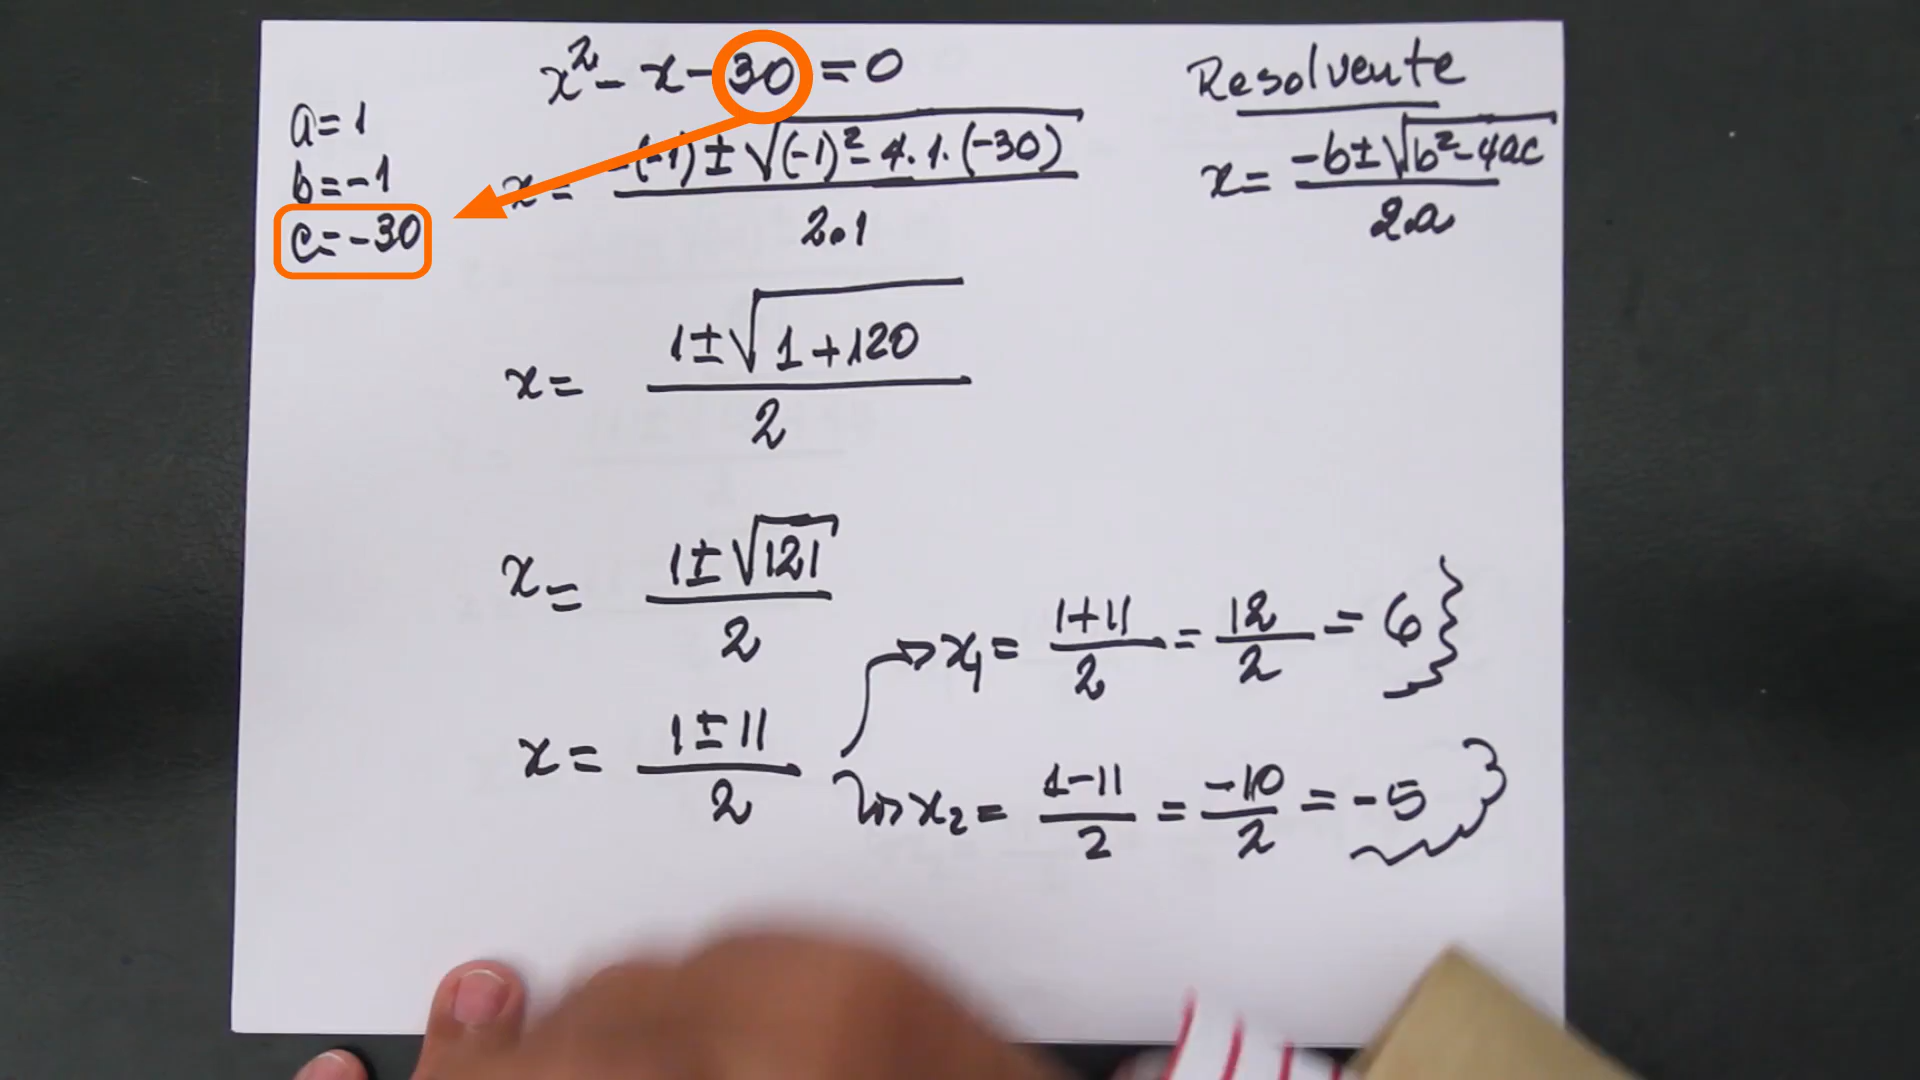 x² - x - 30 = 0
Resolvente
a = 1
b = -1
c = -30
x = -(-1) ± √(-1)² - 4 . 1 . (-30) / 2 . 1
x = -b ± √b² - 4ac / 2.a
x = 1 ± √1 + 120 / 2
x = 1 ± √121 / 2
x₁ = 1 + 11 / 2 = 12 / 2 = 6
x = 1 ± 11 / 2
x₂ = 1 - 11 / 2 = -10 / 2 = -5